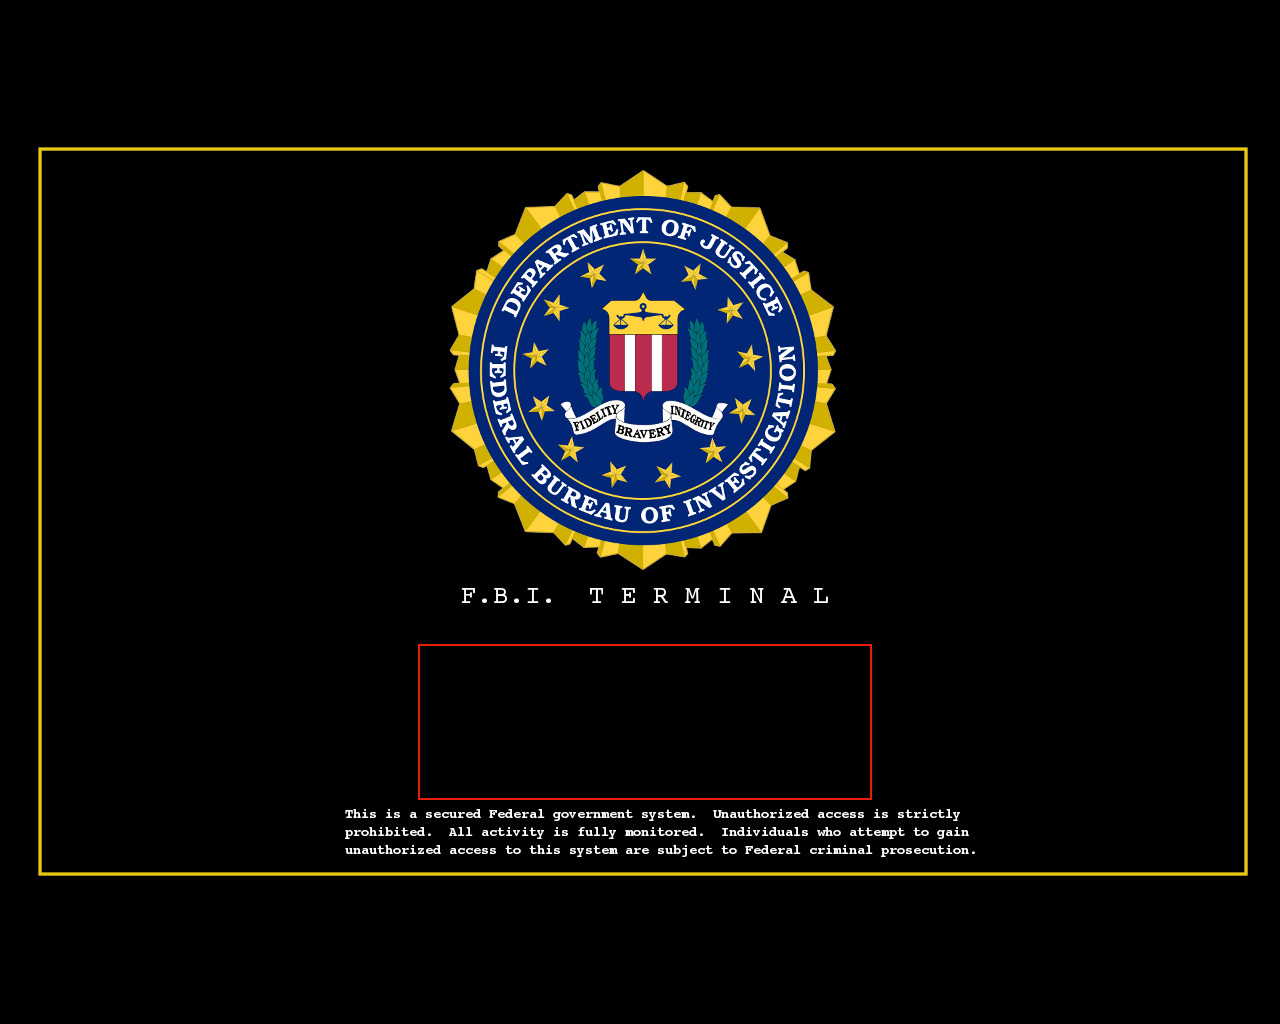 DEPARTMENT OF JUSTICE
FIDELITY BRAVERY INTEGRITY
FEDERAL BUREAU OF INVESTIGATION
F.B.I. T E R M I N A L
This is a secured Federal government system. Unauthorized access is strictly
prohibited. All activity is fully monitored. Individuals who attempt to gain
unauthorized access to this system are subject to Federal criminal prosecution.